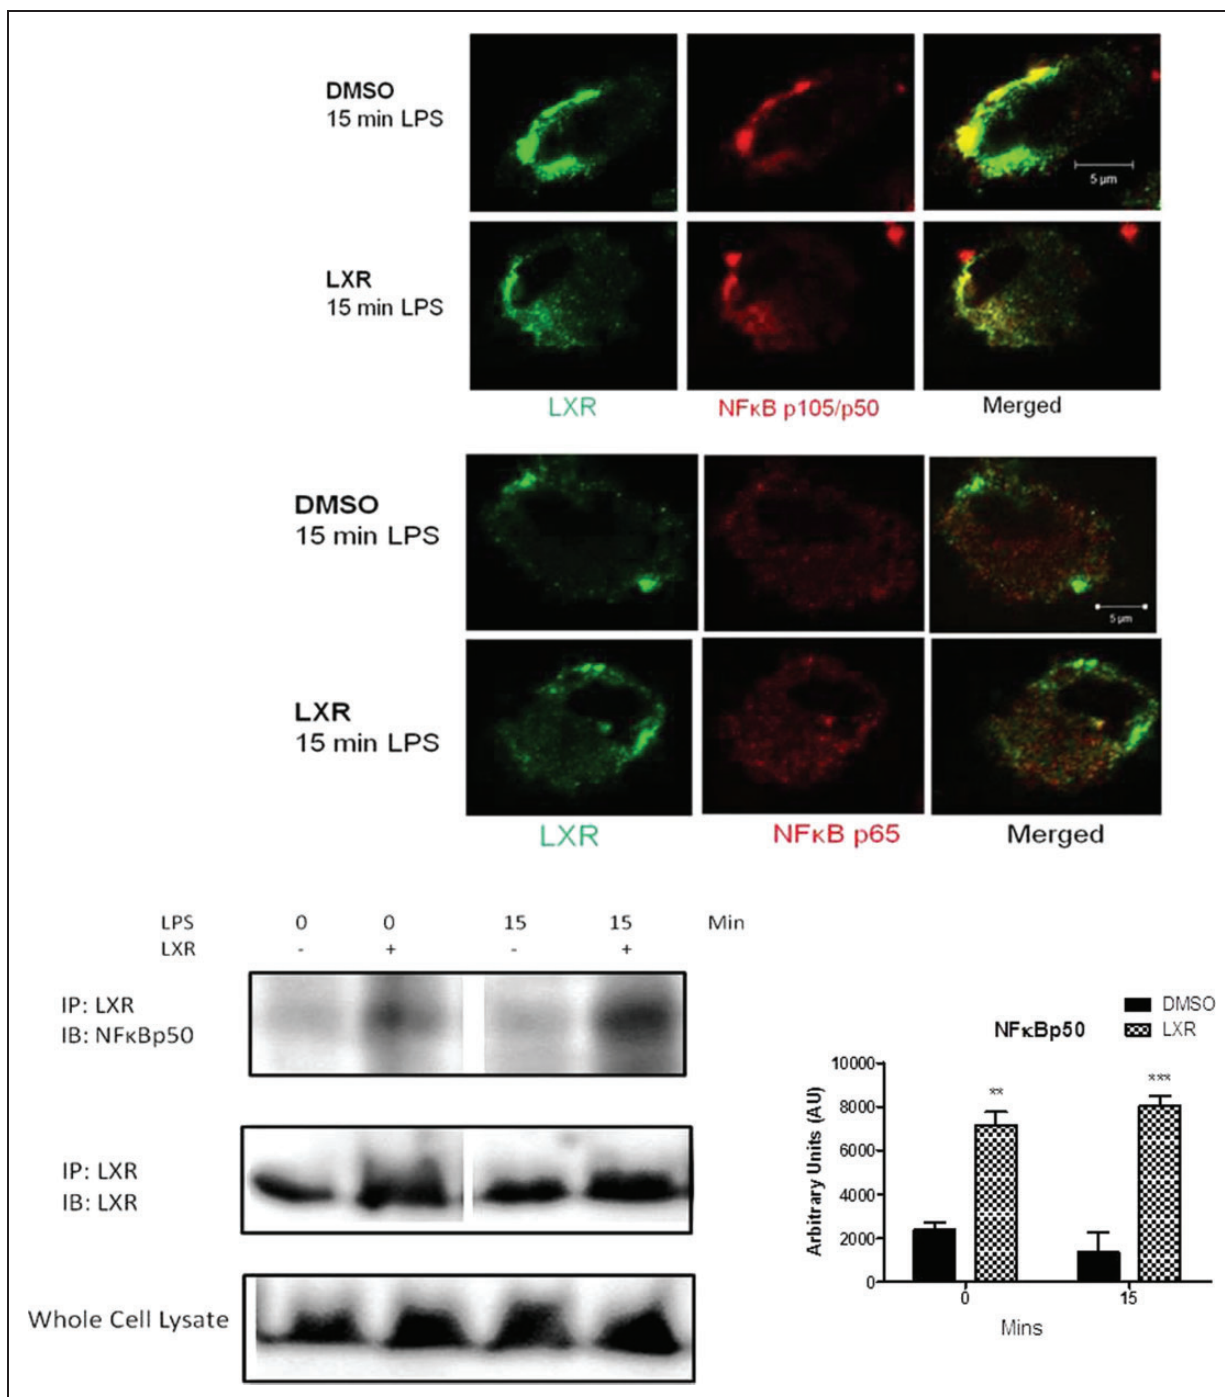 DMSO
15 min LPS
5 µm
LXR
15 min LPS
LXR
NFκB p105/p50
Merged
DMSO
15 min LPS
5 µm
LXR
15 min LPS
LXR
NFκB p65
Merged
LPS 0 0 15 15 Min
LXR - + - +
IP: LXR
IB: NFκBp50
IP: LXR
IB: LXR
Whole Cell Lysate
DMSO
LXR
NFκBp50
Arbitrary Units (AU)
10000
8000
6000
4000
2000
0
**
***
0 15
Mins